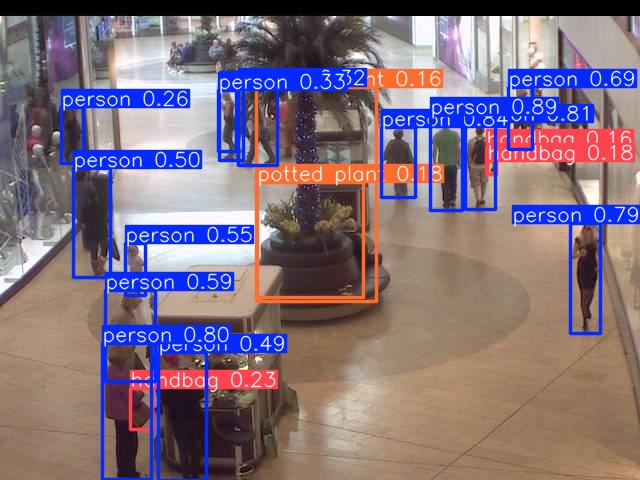 person 0.69
person 0.33
32
nt 0.16
person 0.26
person 0.89
person 0.84
0.81
handbag 0.16
handbag 0.18
person 0.50
potted plant 0.18
person 0.79
person 0.55
person 0.59
person 0.80
person 0.49
handbag 0.23